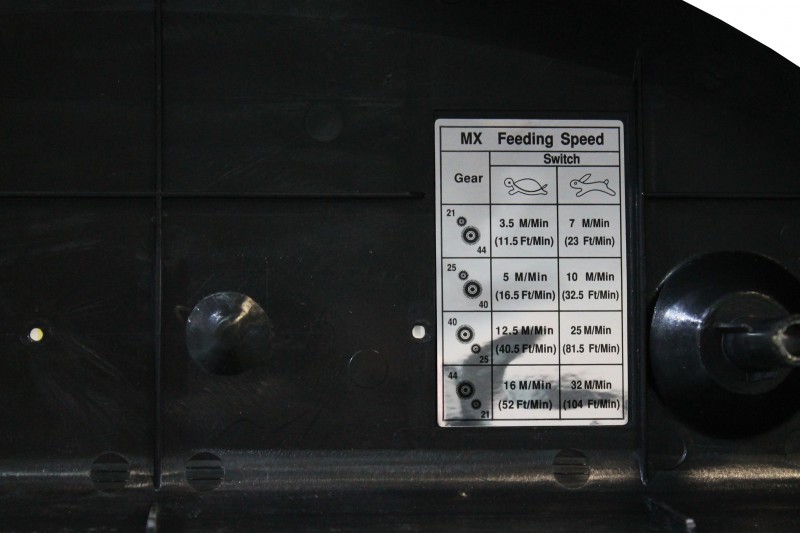 MX Feeding Speed
Gear
Switch
21
44
3.5 M/Min
(11.5 Ft/Min)
7 M/Min
(23 Ft/Min)
25
40
5 M/Min
(16.5 Ft/Min)
10 M/Min
(32.5 Ft/Min)
40
25
12.5 M/Min
(40.5 Ft/Min)
25 M/Min
(81.5 Ft/Min)
44
21
16 M/Min
(52 Ft/Min)
32 M/Min
(104 Ft/Min)